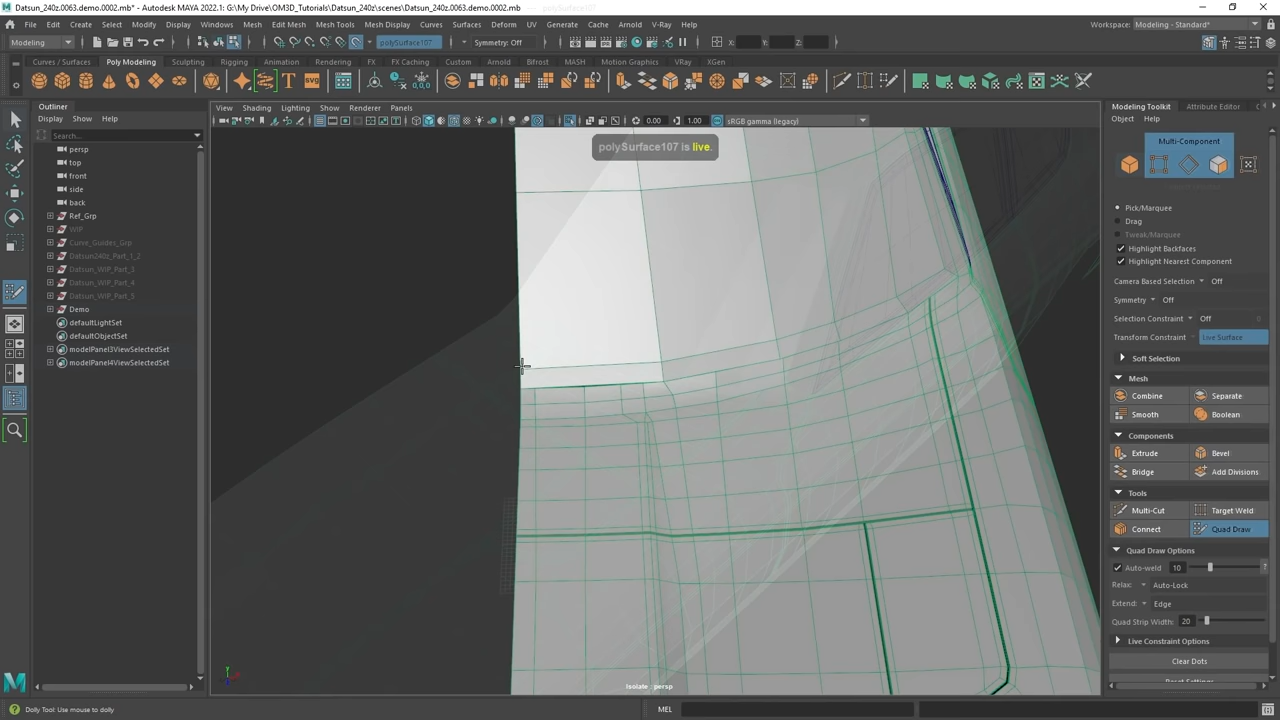 Datsun_240z.0063.demo.0002.mb* - Autodesk MAYA 2022.1: G:\My Drive\OM3D_Tutorials\Datsun_240z\scenes\Datsun_240z.0063.demo.0002.mb
File Edit Create Select Modify Display Windows Mesh Edit Mesh Mesh Tools Mesh Display Curves Surfaces Deform UV Generate Cache Arnold V-Ray Help
Workspace: Modeling - Standard*
Modeling polySurface107 Symmetry: Off X: Y: Z:
Curves / Surfaces Poly Modeling Sculpting Rigging Animation Rendering FX FX Caching Custom Arnold Bifrost MASH Motion Graphics VRay XGen
Outliner
Display Show Help
Search...
persp
top
front
side
back
Ref_Grp
WIP
Curve_Guides_Grp
Datsun240z_Part_1_2
Datsun_WIP_Part_3
Datsun_WIP_Part_4
Datsun_WIP_Part_5
Demo
defaultLightSet
defaultObjectSet
modelPanel3ViewSelectedSet
modelPanel4ViewSelectedSet
View Shading Lighting Show Renderer Panels
0.00 1.00 sRGB gamma (legacy)
polySurface107 is live.
Isolate : persp
Modeling Toolkit Attribute Editor
Object Help
Multi-Component
Pick/Marquee
Drag
Tweak/Marquee
Highlight Backfaces
Highlight Nearest Component
Camera Based Selection Off
Symmetry Off
Selection Constraint Off 0
Transform Constraint Live Surface
Soft Selection
Mesh
Combine Separate
Smooth Boolean
Components
Extrude Bevel
Bridge Add Divisions
Tools
Multi-Cut Target Weld
Connect Quad Draw
Quad Draw Options
Auto-weld 10 ?
Relax: Auto-Lock
Extend: Edge
Quad Strip Width: 20
Live Constraint Options
Clear Dots
Reset Settings
Dolly Tool: Use mouse to dolly
MEL